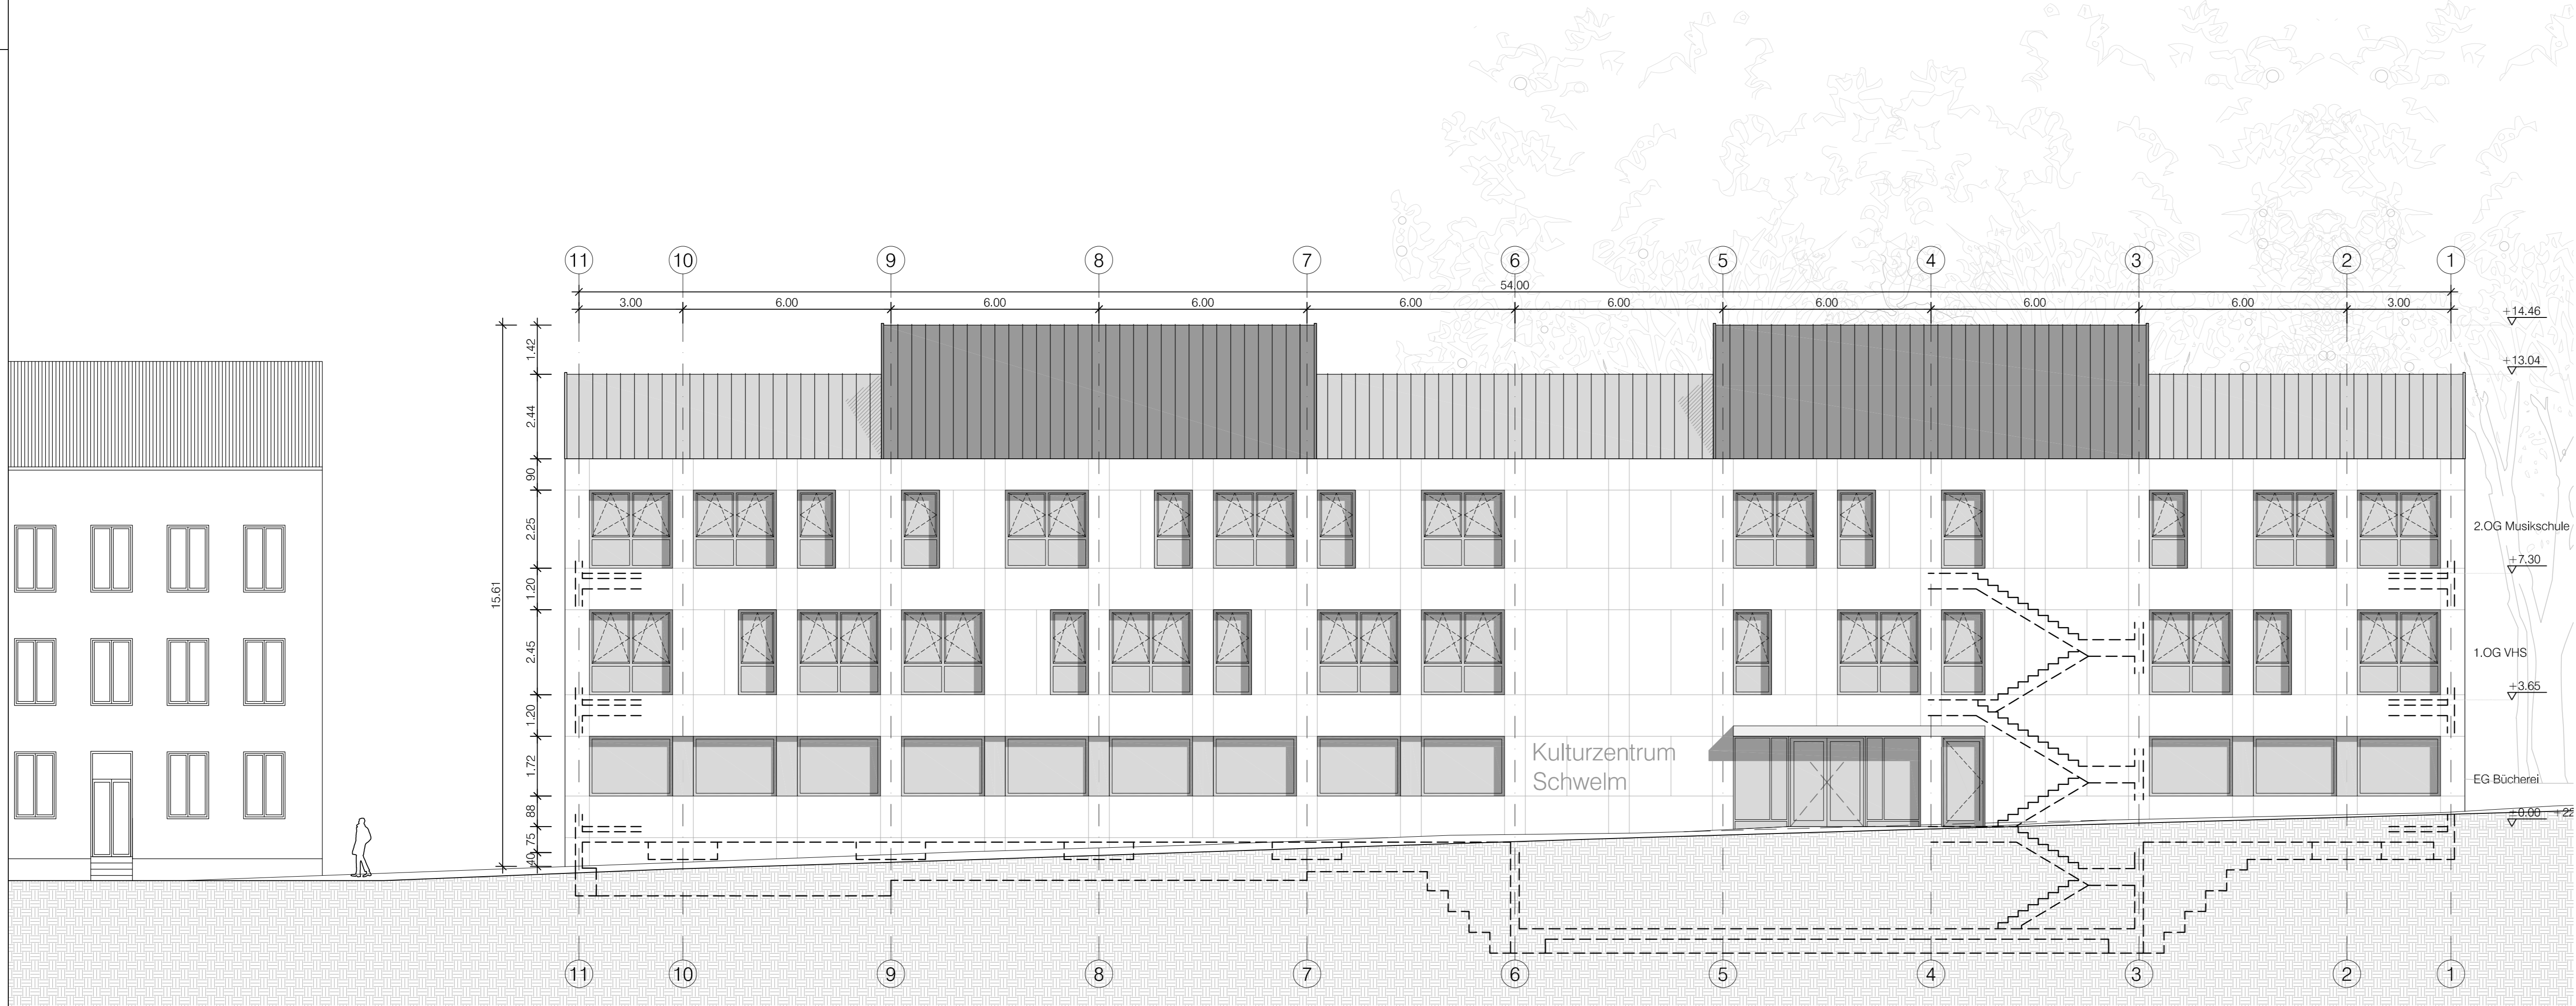 11 10 9 8 7 6 5 4 3 2 1
54.00
3.00 6.00 6.00 6.00 6.00 6.00 6.00 6.00 6.00 3.00
+14.46
+13.04
15.61
1.42
2.44
90
2.25
1.20
2.45
1.20
1.72
88
75
40
2.OG Musikschule
+7.30
1.OG VHS
+3.65
Kulturzentrum
Schwelm
EG Bücherei
+0.00 +22
11 10 9 8 7 6 5 4 3 2 1